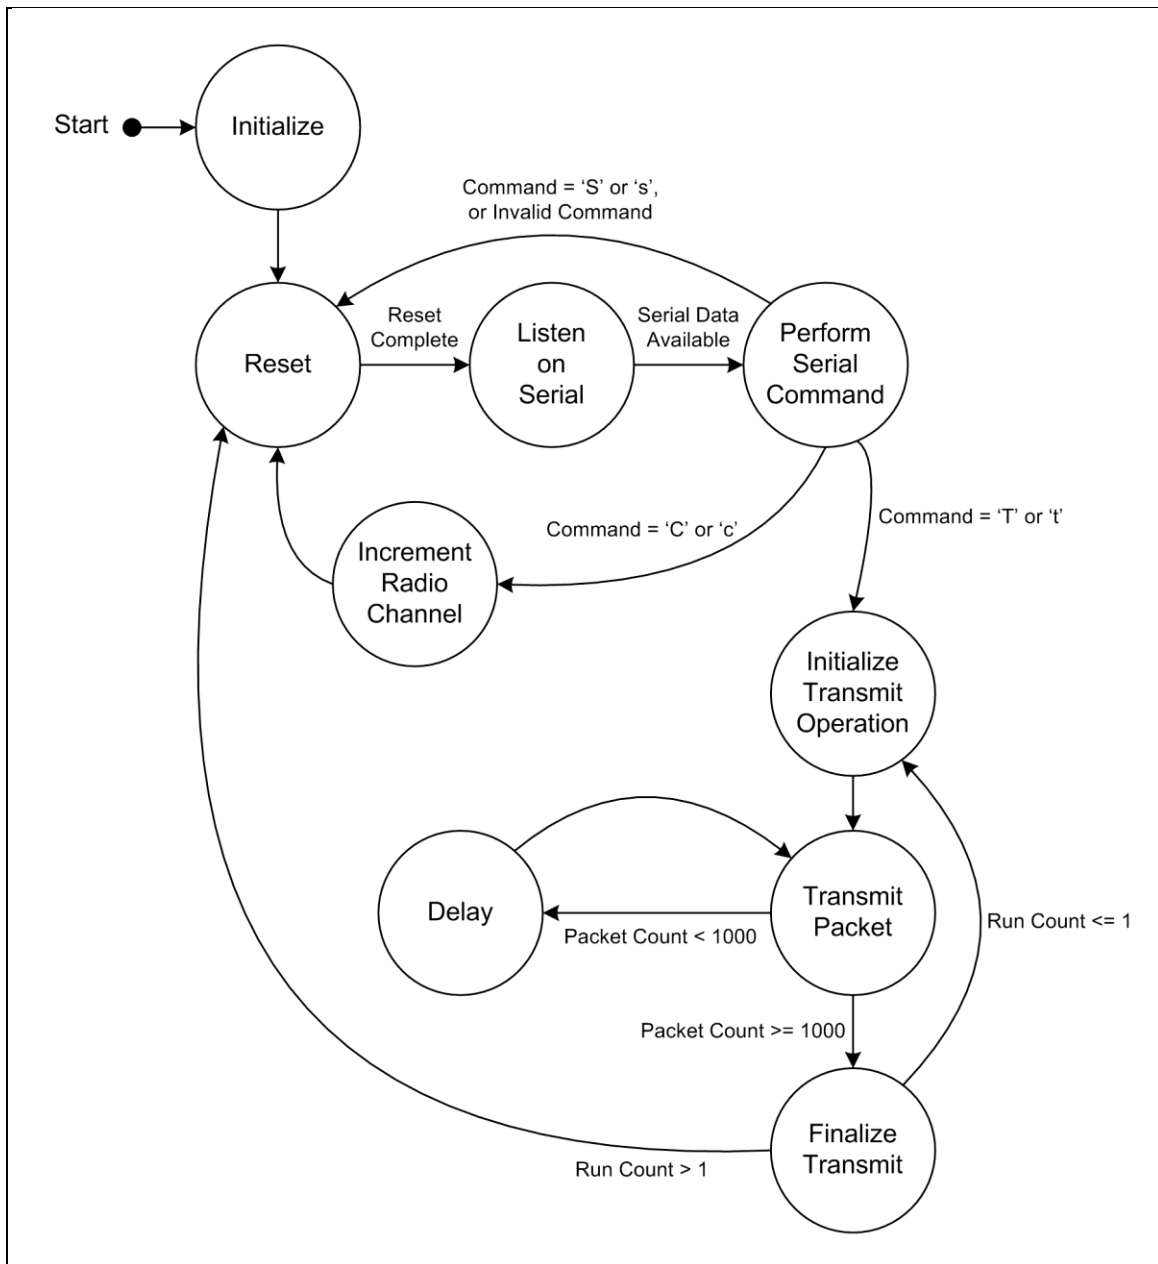 Start
Initialize
Command = ‘S’ or ‘s’,
or Invalid Command
Reset
Reset
Complete
Listen
on
Serial
Serial Data
Available
Perform
Serial
Command
Increment
Radio
Channel
Command = ‘C’ or ‘c’
Command = ‘T’ or ‘t’
Initialize
Transmit
Operation
Delay
Packet Count < 1000
Transmit
Packet
Run Count <= 1
Packet Count >= 1000
Finalize
Transmit
Run Count > 1